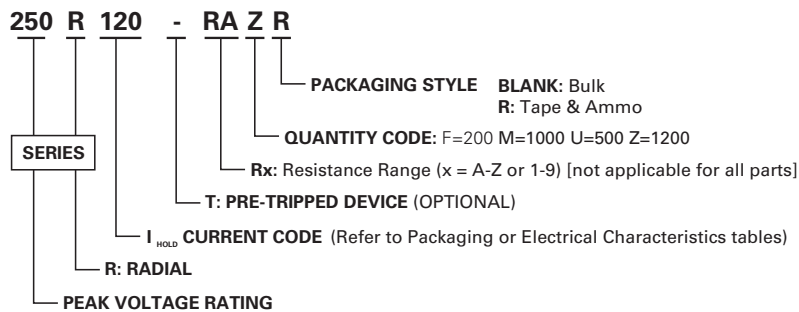 250 R 120 - RA Z R
PACKAGING STYLE BLANK: Bulk
R: Tape & Ammo
QUANTITY CODE: F=200 M=1000 U=500 Z=1200
SERIES
Rx: Resistance Range (x = A-Z or 1-9) [not applicable for all parts]
T: PRE-TRIPPED DEVICE (OPTIONAL)
I HOLD CURRENT CODE (Refer to Packaging or Electrical Characteristics tables)
R: RADIAL
PEAK VOLTAGE RATING